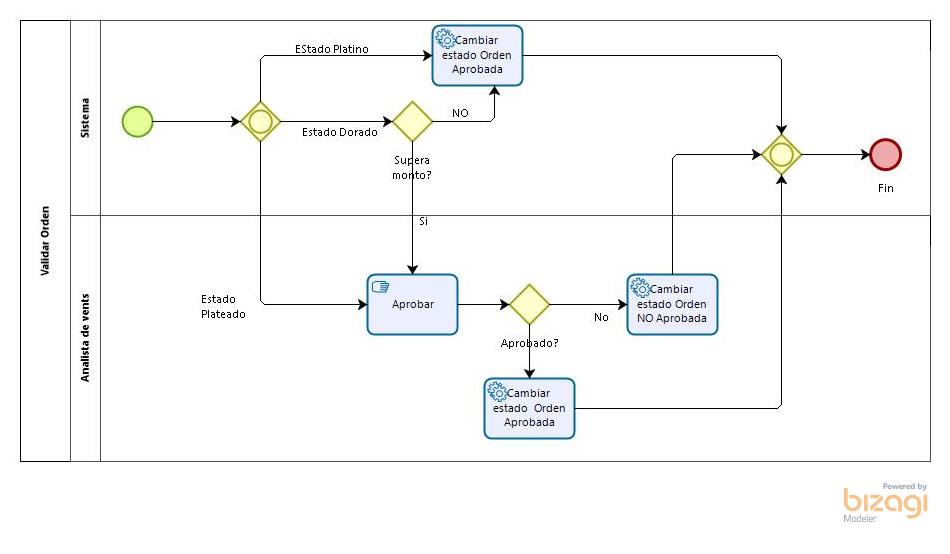 Validar Orden
Sistema
EStado Platino
Cambiar
estado Orden
Aprobada
Estado Dorado
NO
Supera
monto?
Fin
Si
Analista de vents
Estado
Plateado
Aprobar
Aprobado?
No
Cambiar
estado Orden
NO Aprobada
Cambiar
estado Orden
Aprobada
Powered by
bizagi
Modeler